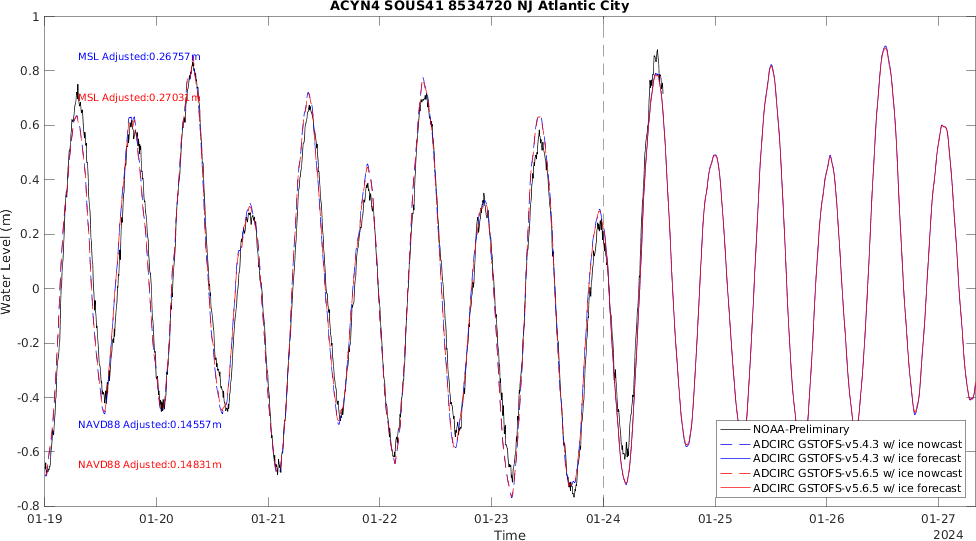 ACYN4 SOUS41 8534720 NJ Atlantic City
Water Level (m)
1
0.8
0.6
0.4
0.2
0
-0.2
-0.4
-0.6
-0.8
MSL Adjusted:0.26757m
MSL Adjusted:0.27031m
NAVD88 Adjusted:0.14557m
NAVD88 Adjusted:0.14831m
NOAA-Preliminary
ADCIRC GSTOFS-v5.4.3 w/ ice nowcast
ADCIRC GSTOFS-v5.4.3 w/ ice forecast
ADCIRC GSTOFS-v5.6.5 w/ ice nowcast
ADCIRC GSTOFS-v5.6.5 w/ ice forecast
01-19 01-20 01-21 01-22 01-23 01-24 01-25 01-26 01-27
Time
2024